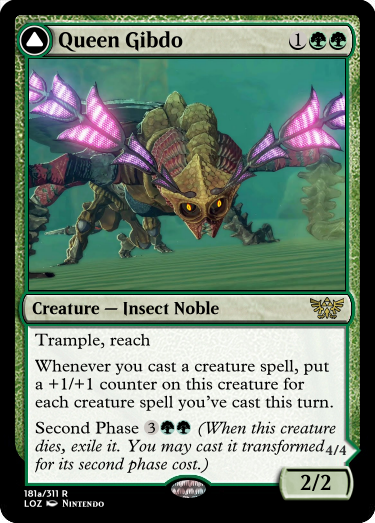 Queen Gibdo 1
Creature — Insect Noble
Trample, reach
Whenever you cast a creature spell, put
a +1/+1 counter on this creature for
each creature spell you've cast this turn.
Second Phase 3 (When this creature
dies, exile it. You may cast it transformed
for its second phase cost.)
4/4
2/2
181a/311 R
LOZ Nintendo